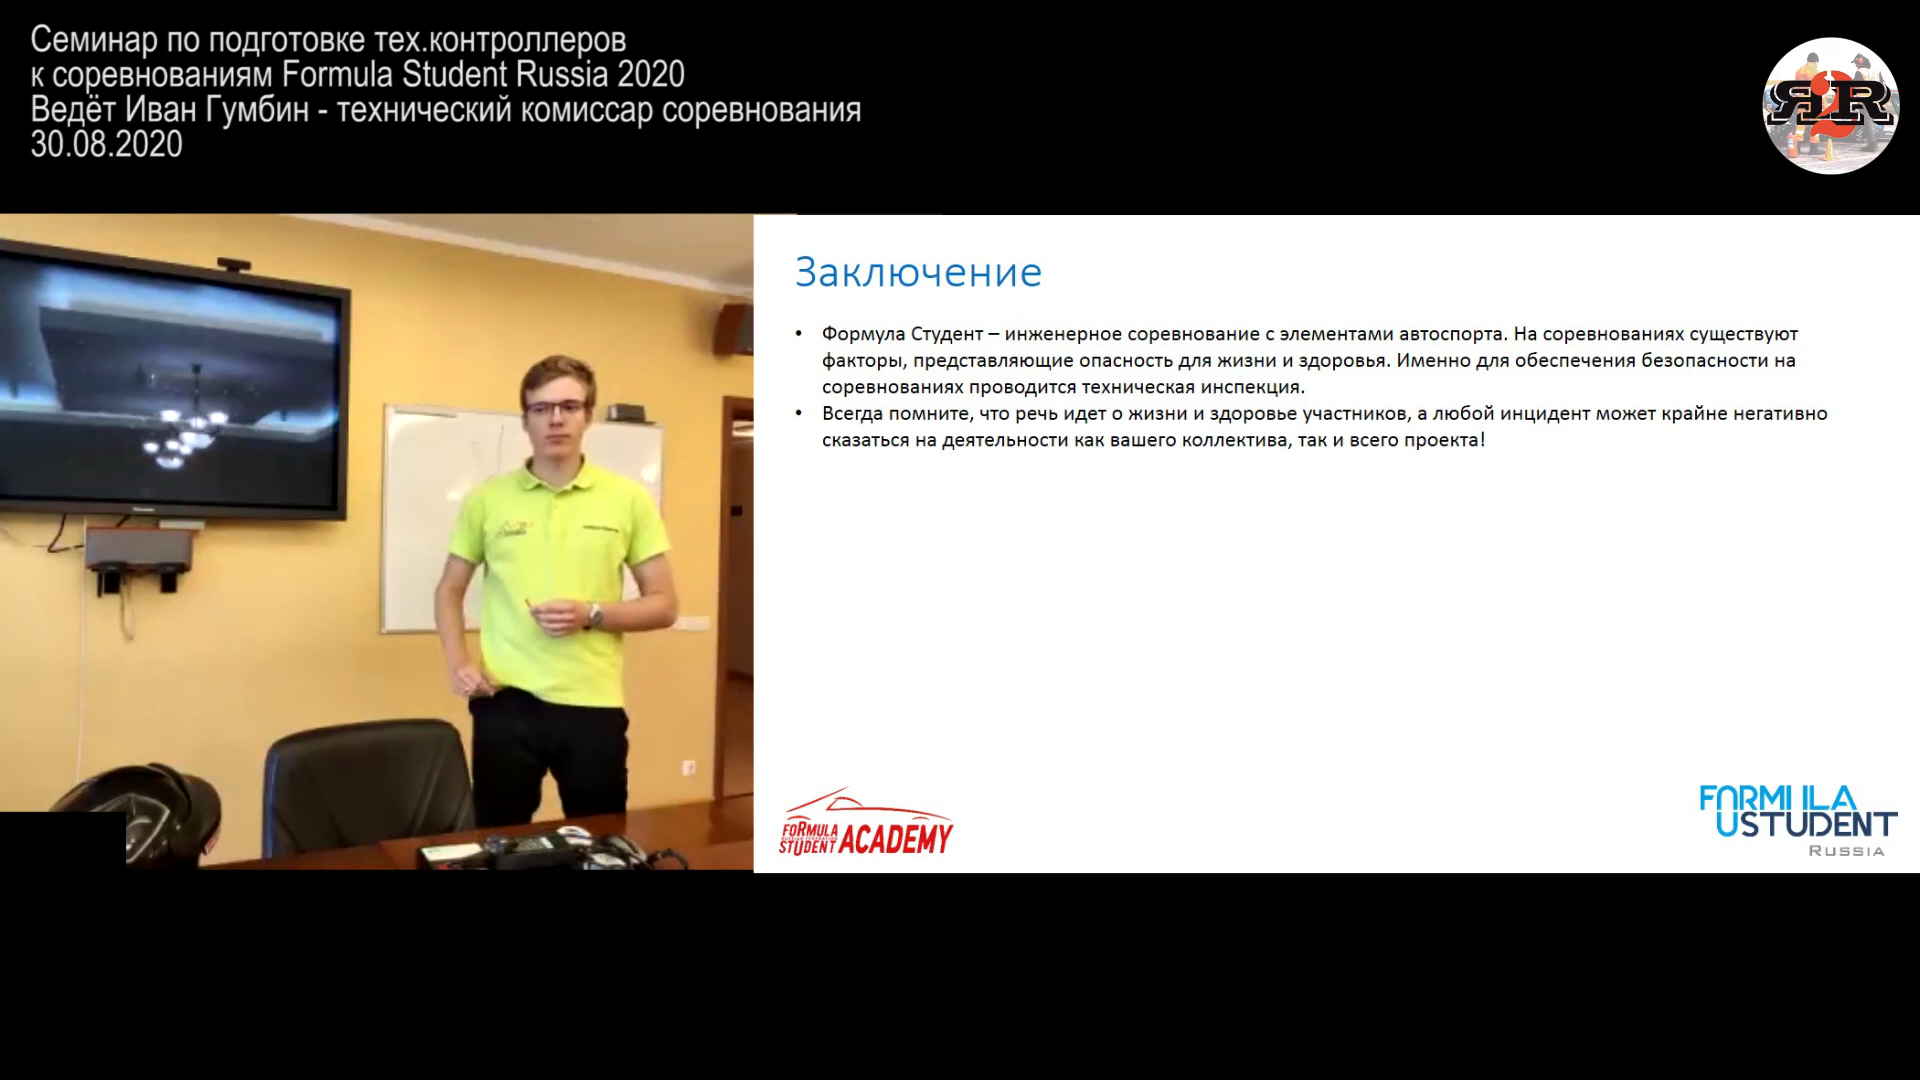 Семинар по подготовке тех.контроллеров
к соревнованиям Formula Student Russia 2020
Ведёт Иван Гумбин - технический комиссар соревнования
30.08.2020
Заключение
• Формула Студент – инженерное соревнование с элементами автоспорта. На соревнованиях существуют
факторы, представляющие опасность для жизни и здоровья. Именно для обеспечения безопасности на
соревнованиях проводится техническая инспекция.
• Всегда помните, что речь идет о жизни и здоровье участников, а любой инцидент может крайне негативно
сказаться на деятельности как вашего коллектива, так и всего проекта!
FORMULA
STUDENT ACADEMY
FORMULA
STUDENT
RUSSIA